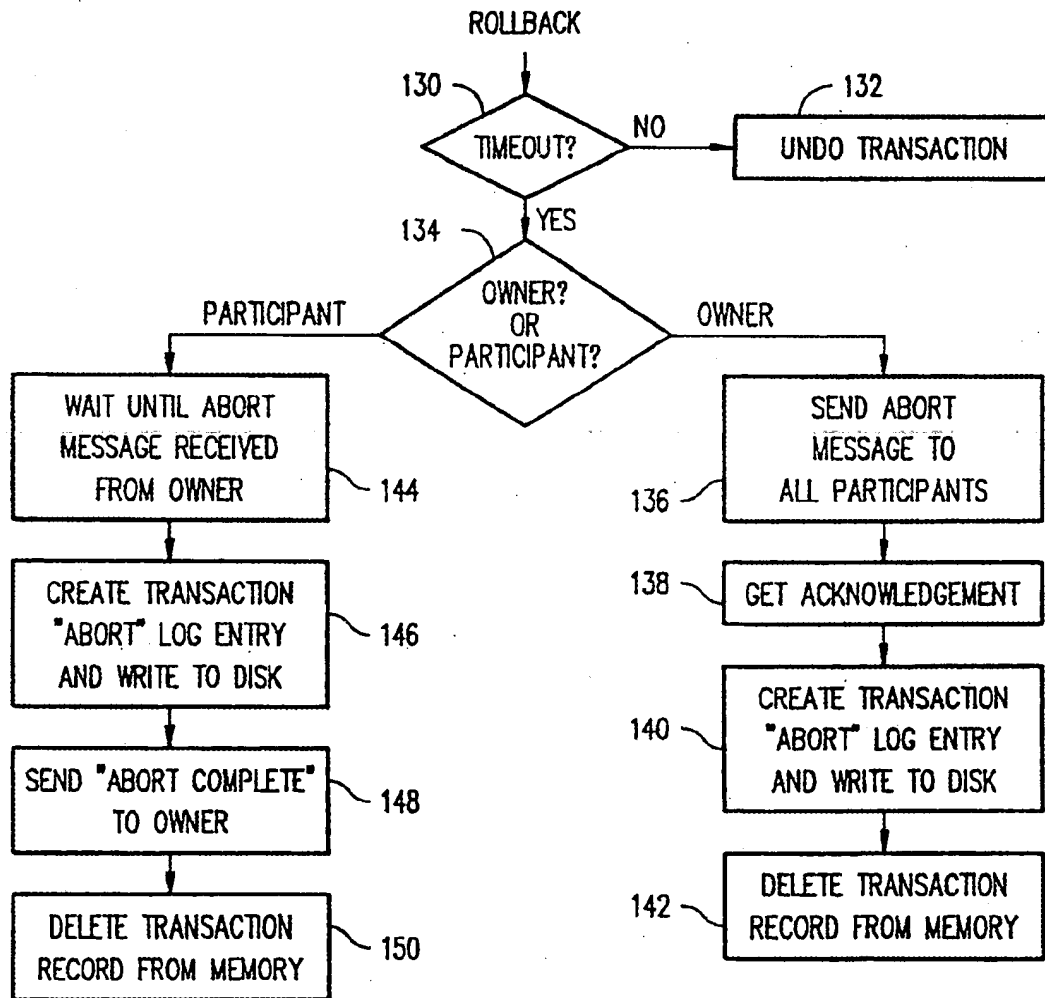 ROLLBACK
130
TIMEOUT?
NO
132
UNDO TRANSACTION
YES
134
OWNER?
OR
PARTICIPANT?
PARTICIPANT
OWNER
WAIT UNTIL ABORT
MESSAGE RECEIVED
FROM OWNER
144
CREATE TRANSACTION
"ABORT" LOG ENTRY
AND WRITE TO DISK
146
SEND "ABORT COMPLETE"
TO OWNER
148
DELETE TRANSACTION
RECORD FROM MEMORY
150
SEND ABORT
MESSAGE TO
ALL PARTICIPANTS
136
138
GET ACKNOWLEDGEMENT
140
CREATE TRANSACTION
"ABORT" LOG ENTRY
AND WRITE TO DISK
142
DELETE TRANSACTION
RECORD FROM MEMORY